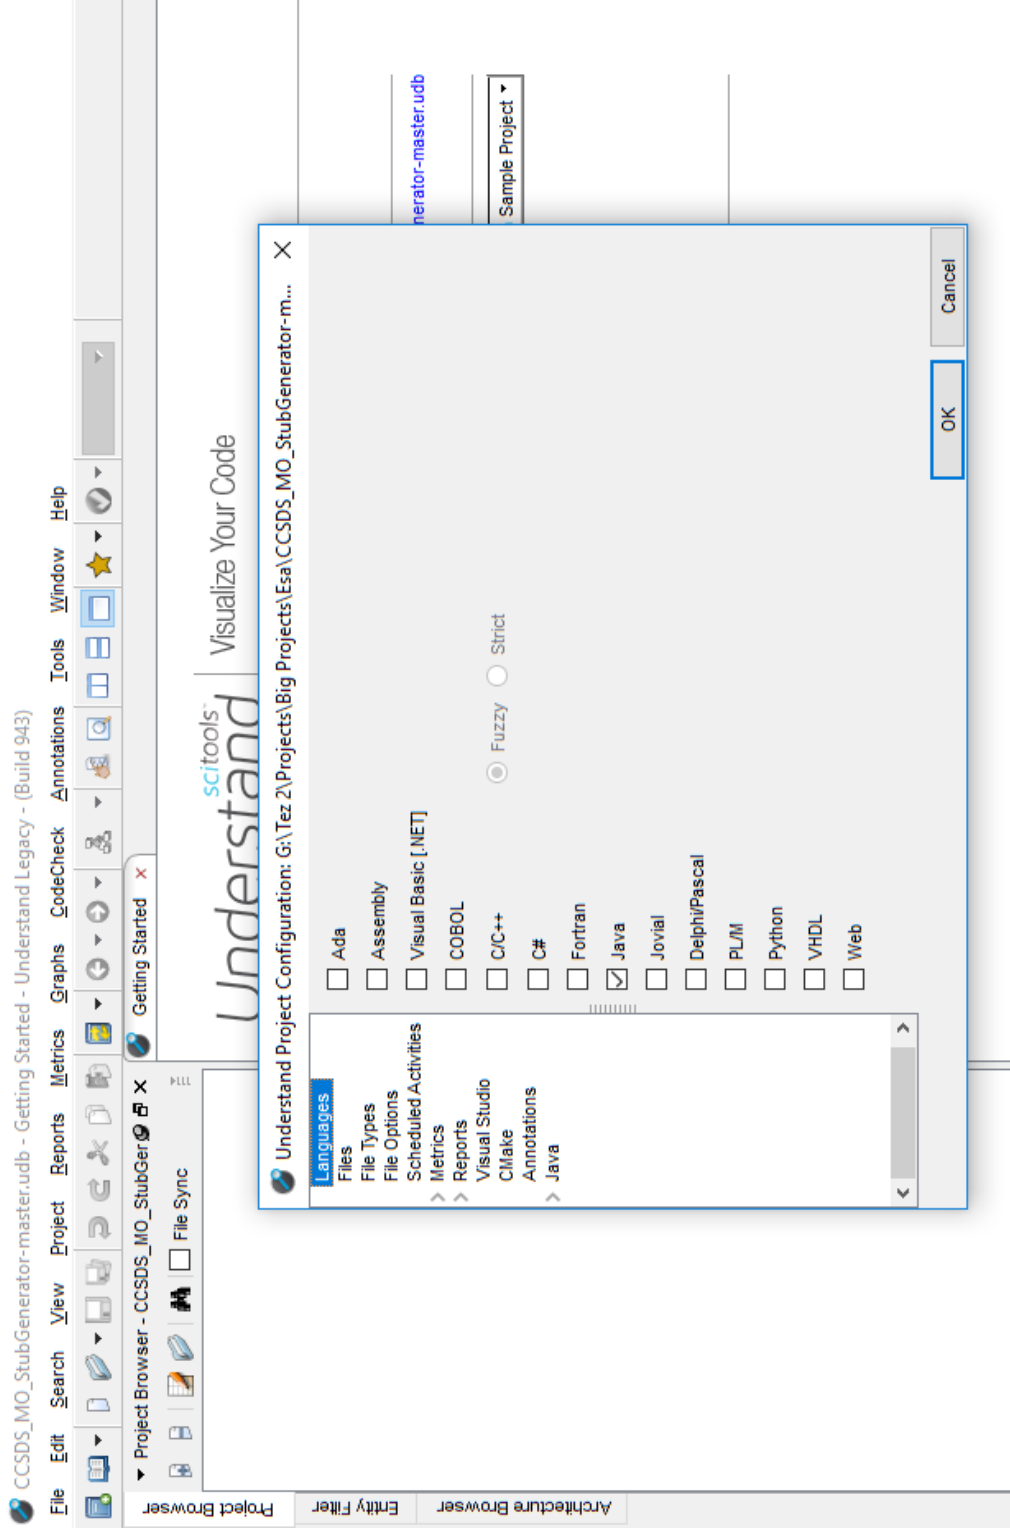 CCSDS_MO_StubGenerator-master.udb - Getting Started - Understand Legacy - (Build 943)
File Edit Search View Project Reports Metrics Graphs CodeCheck Annotations Tools Window Help
Project Browser - CCSDS_MO_StubGer
Getting Started
File Sync
Project Browser
Entity Filter
Architecture Browser
scitools
Understand
Visualize Your Code
nerator-master.udb
Sample Project
Understand Project Configuration: G:\Tez 2\Projects\Big Projects\Esa\CCSDS_MO_StubGenerator-m...
Languages
Files
File Types
File Options
Scheduled Activities
Metrics
Reports
Visual Studio
CMake
Annotations
Java
Ada
Assembly
Visual Basic [.NET]
COBOL
C/C++ Fuzzy Strict
C#
Fortran
Java
Jovial
Delphi/Pascal
PL/M
Python
VHDL
Web
OK Cancel